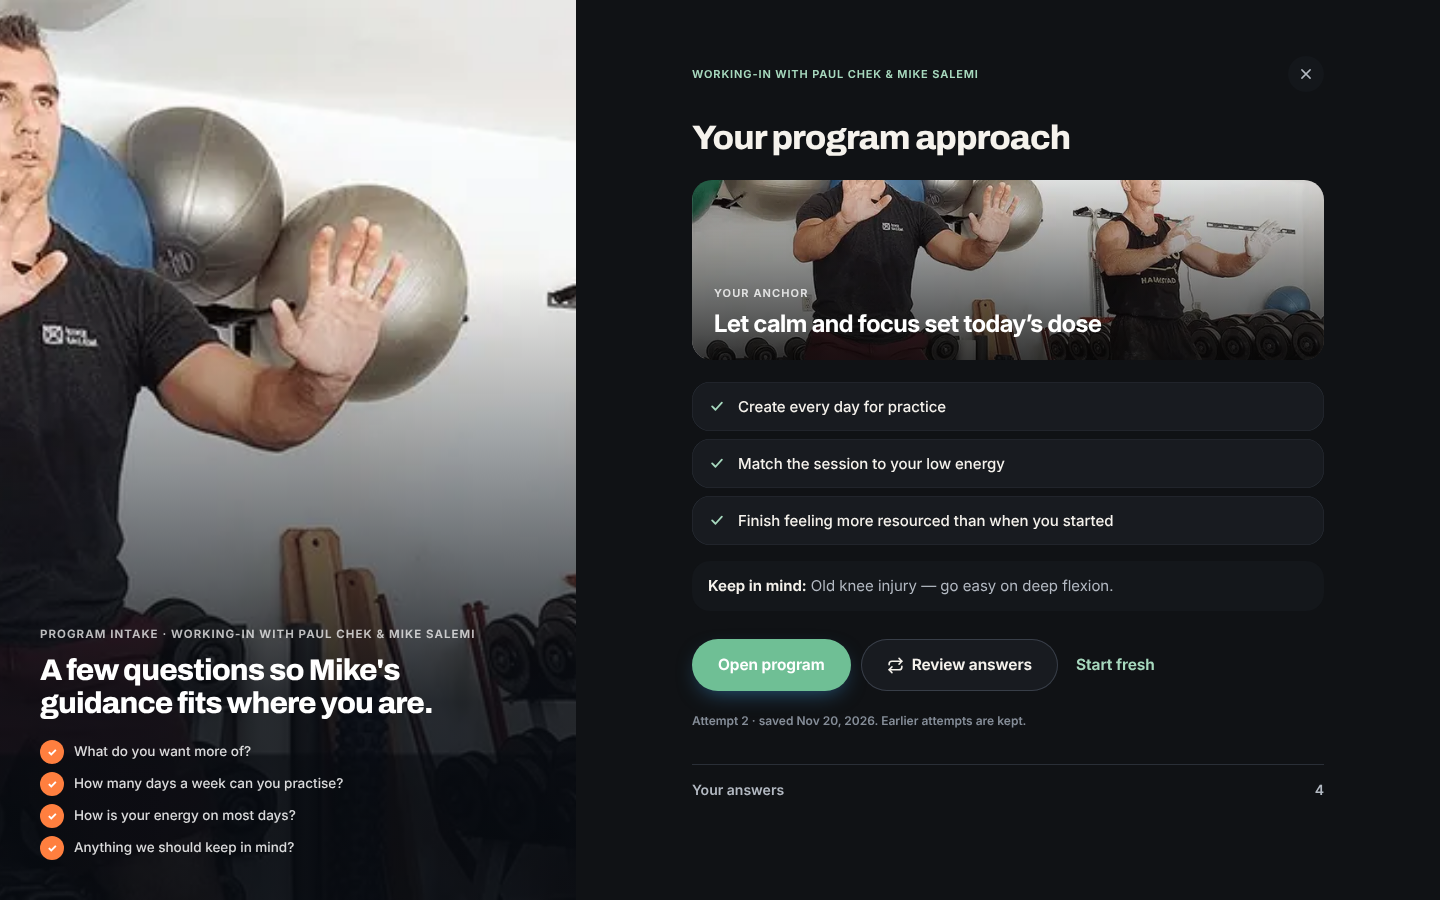 PROGRAM INTAKE · WORKING-IN WITH PAUL CHEK & MIKE SALEMI
A few questions so Mike's
guidance fits where you are.
What do you want more of?
How many days a week can you practise?
How is your energy on most days?
Anything we should keep in mind?
WORKING-IN WITH PAUL CHEK & MIKE SALEMI
Your program approach
YOUR ANCHOR
Let calm and focus set today’s dose
Create every day for practice
Match the session to your low energy
Finish feeling more resourced than when you started
Keep in mind: Old knee injury — go easy on deep flexion.
Open program
Review answers
Start fresh
Attempt 2 · saved Nov 20, 2026. Earlier attempts are kept.
Your answers
4